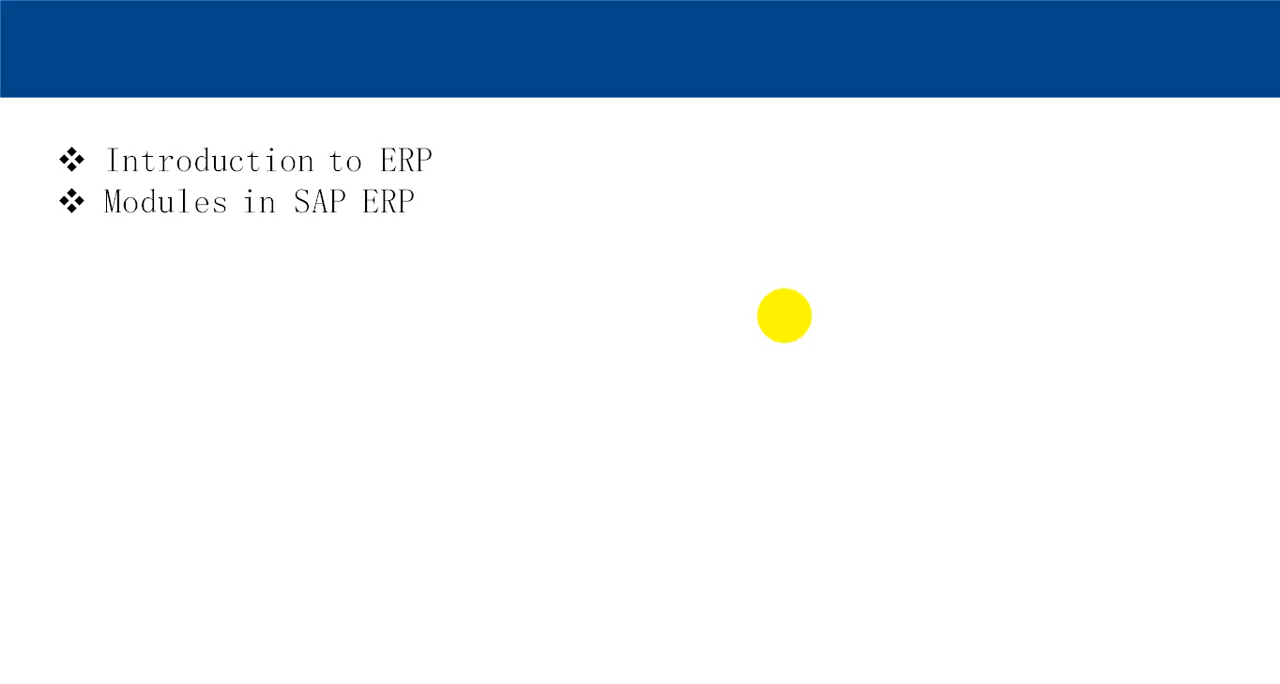 ❖ Introduction to ERP
❖ Modules in SAP ERP